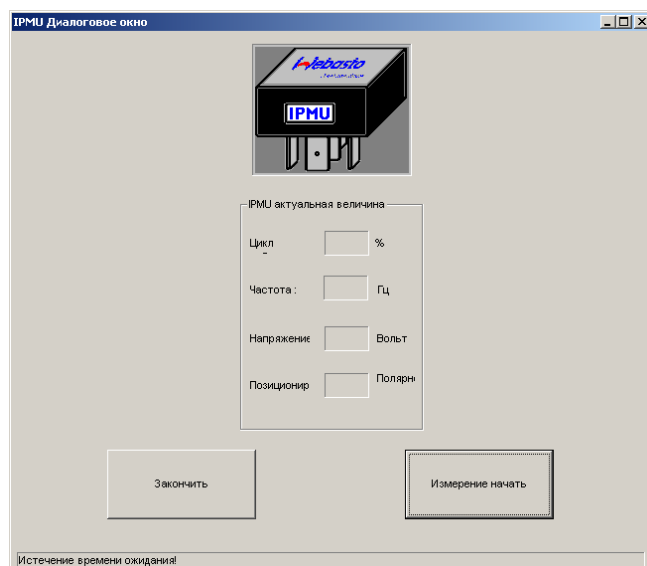 IPMU Диалоговое окно
Webasto
IPMU
IPMU актуальная величина
Цикл %
Частота : Гц
Напряжение Вольт
Позиционир Полярн
Закончить
Измерение начать
Истечение времени ожидания!